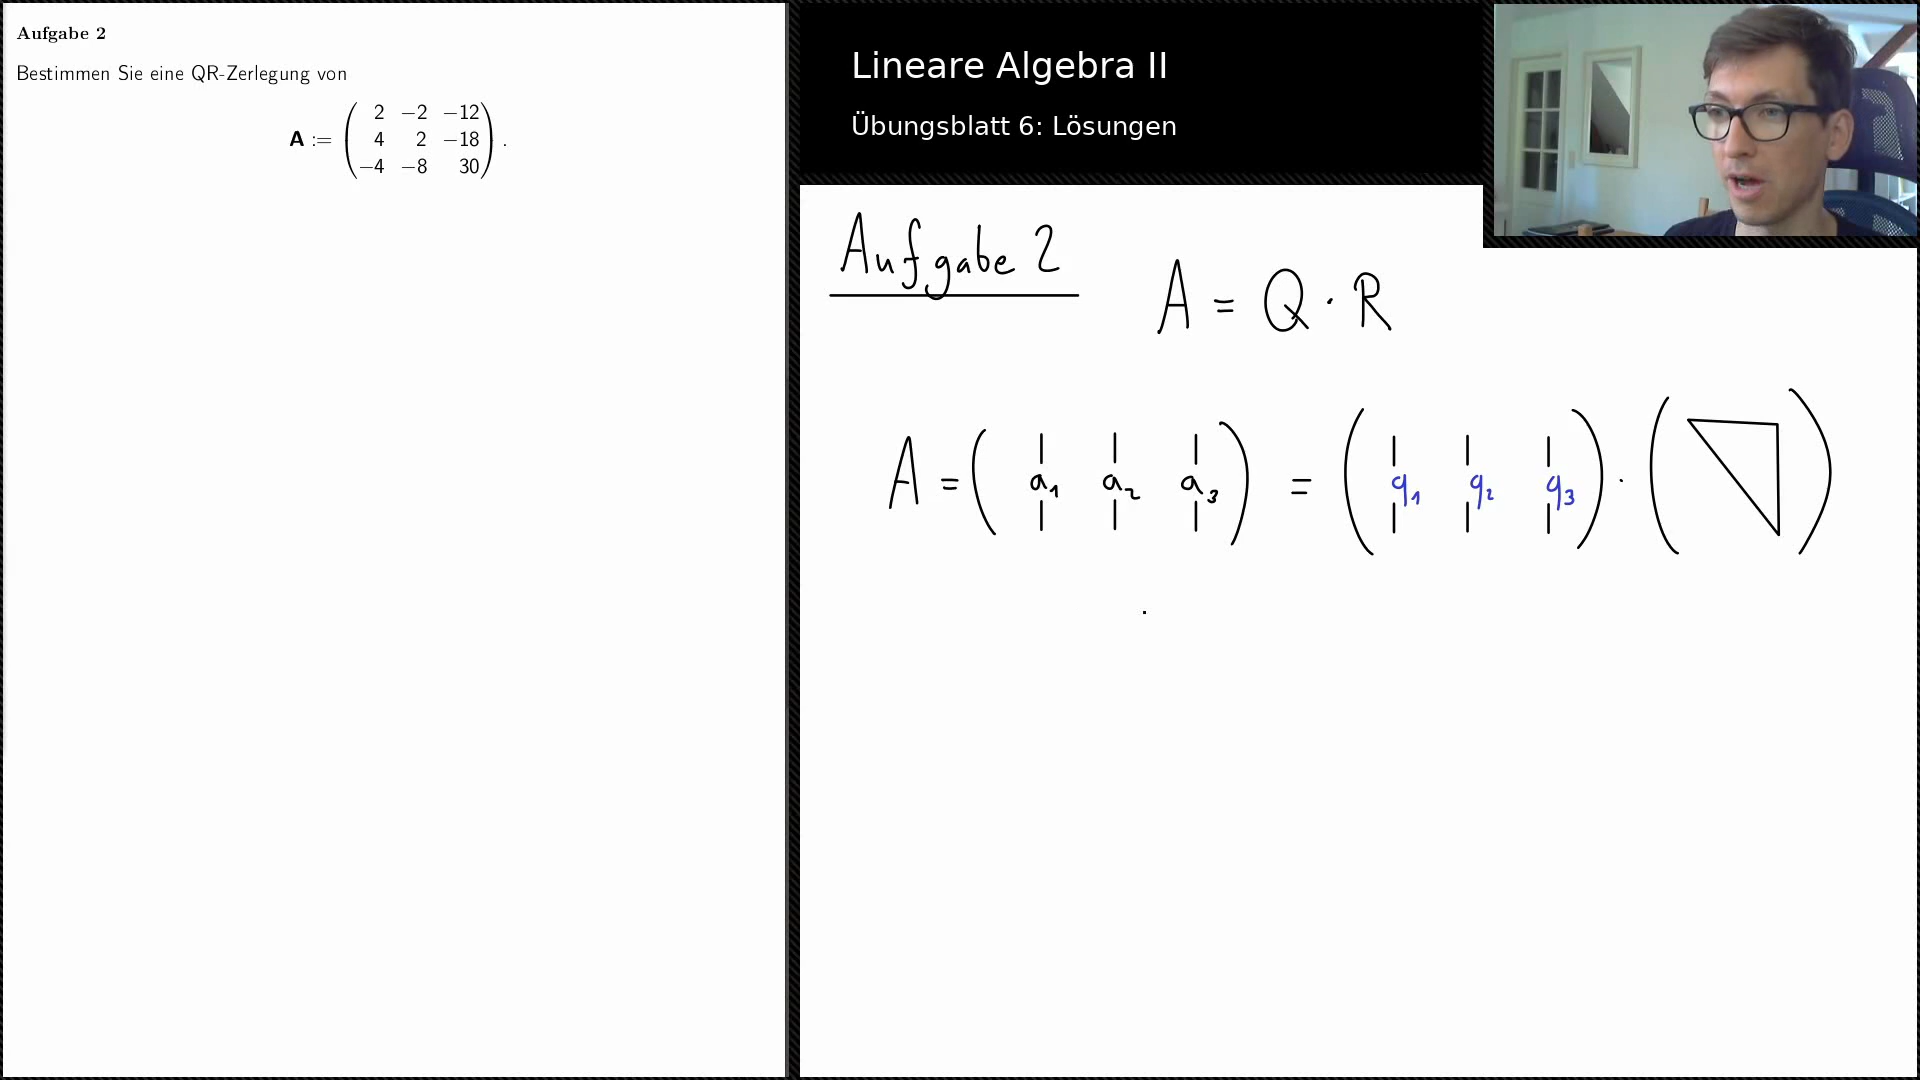 Aufgabe 2
Bestimmen Sie eine QR-Zerlegung von
A := ( 2 −2 −12
4 2 −18
−4 −8 30 ) .
Lineare Algebra II
Übungsblatt 6: Lösungen
Aufgabe 2
A = Q · R
A = ( a₁ a₂ a₃ ) = ( q₁ q₂ q₃ ) · ( )